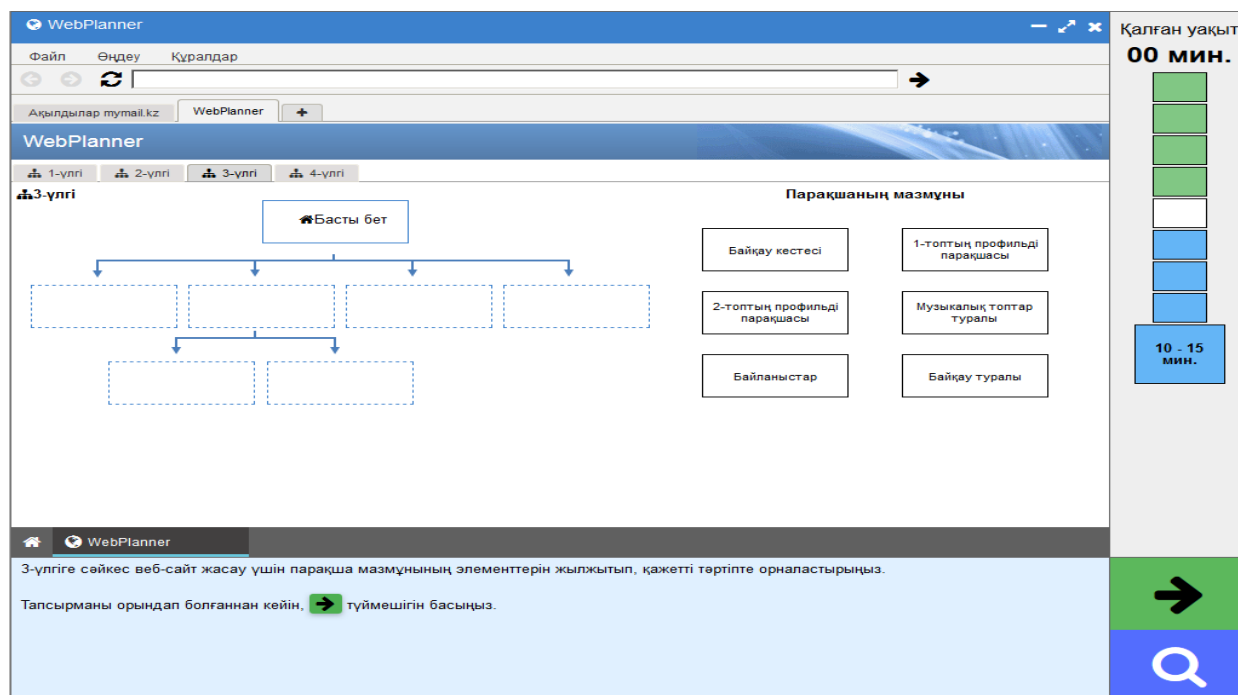 WebPlanner
Қалған уақыт
00 мин.
Файл Өңдеу Құралдар
Ақылдылар mymail.kz WebPlanner
WebPlanner
1-үлгі 2-үлгі 3-үлгі 4-үлгі
3-үлгі
Басты бет
Парақшаның мазмұны
Байқау кестесі
1-топтың профильді
парақшасы
2-топтың профильді
парақшасы
Музыкалық топтар
туралы
Байланыстар
Байқау туралы
10 - 15
мин.
WebPlanner
3-үлгіге сәйкес веб-сайт жасау үшін парақша мазмұнының элементтерін жылжытып, қажетті тәртіпте орналастырыңыз.
Тапсырманы орындап болғаннан кейін, түймешігін басыңыз.